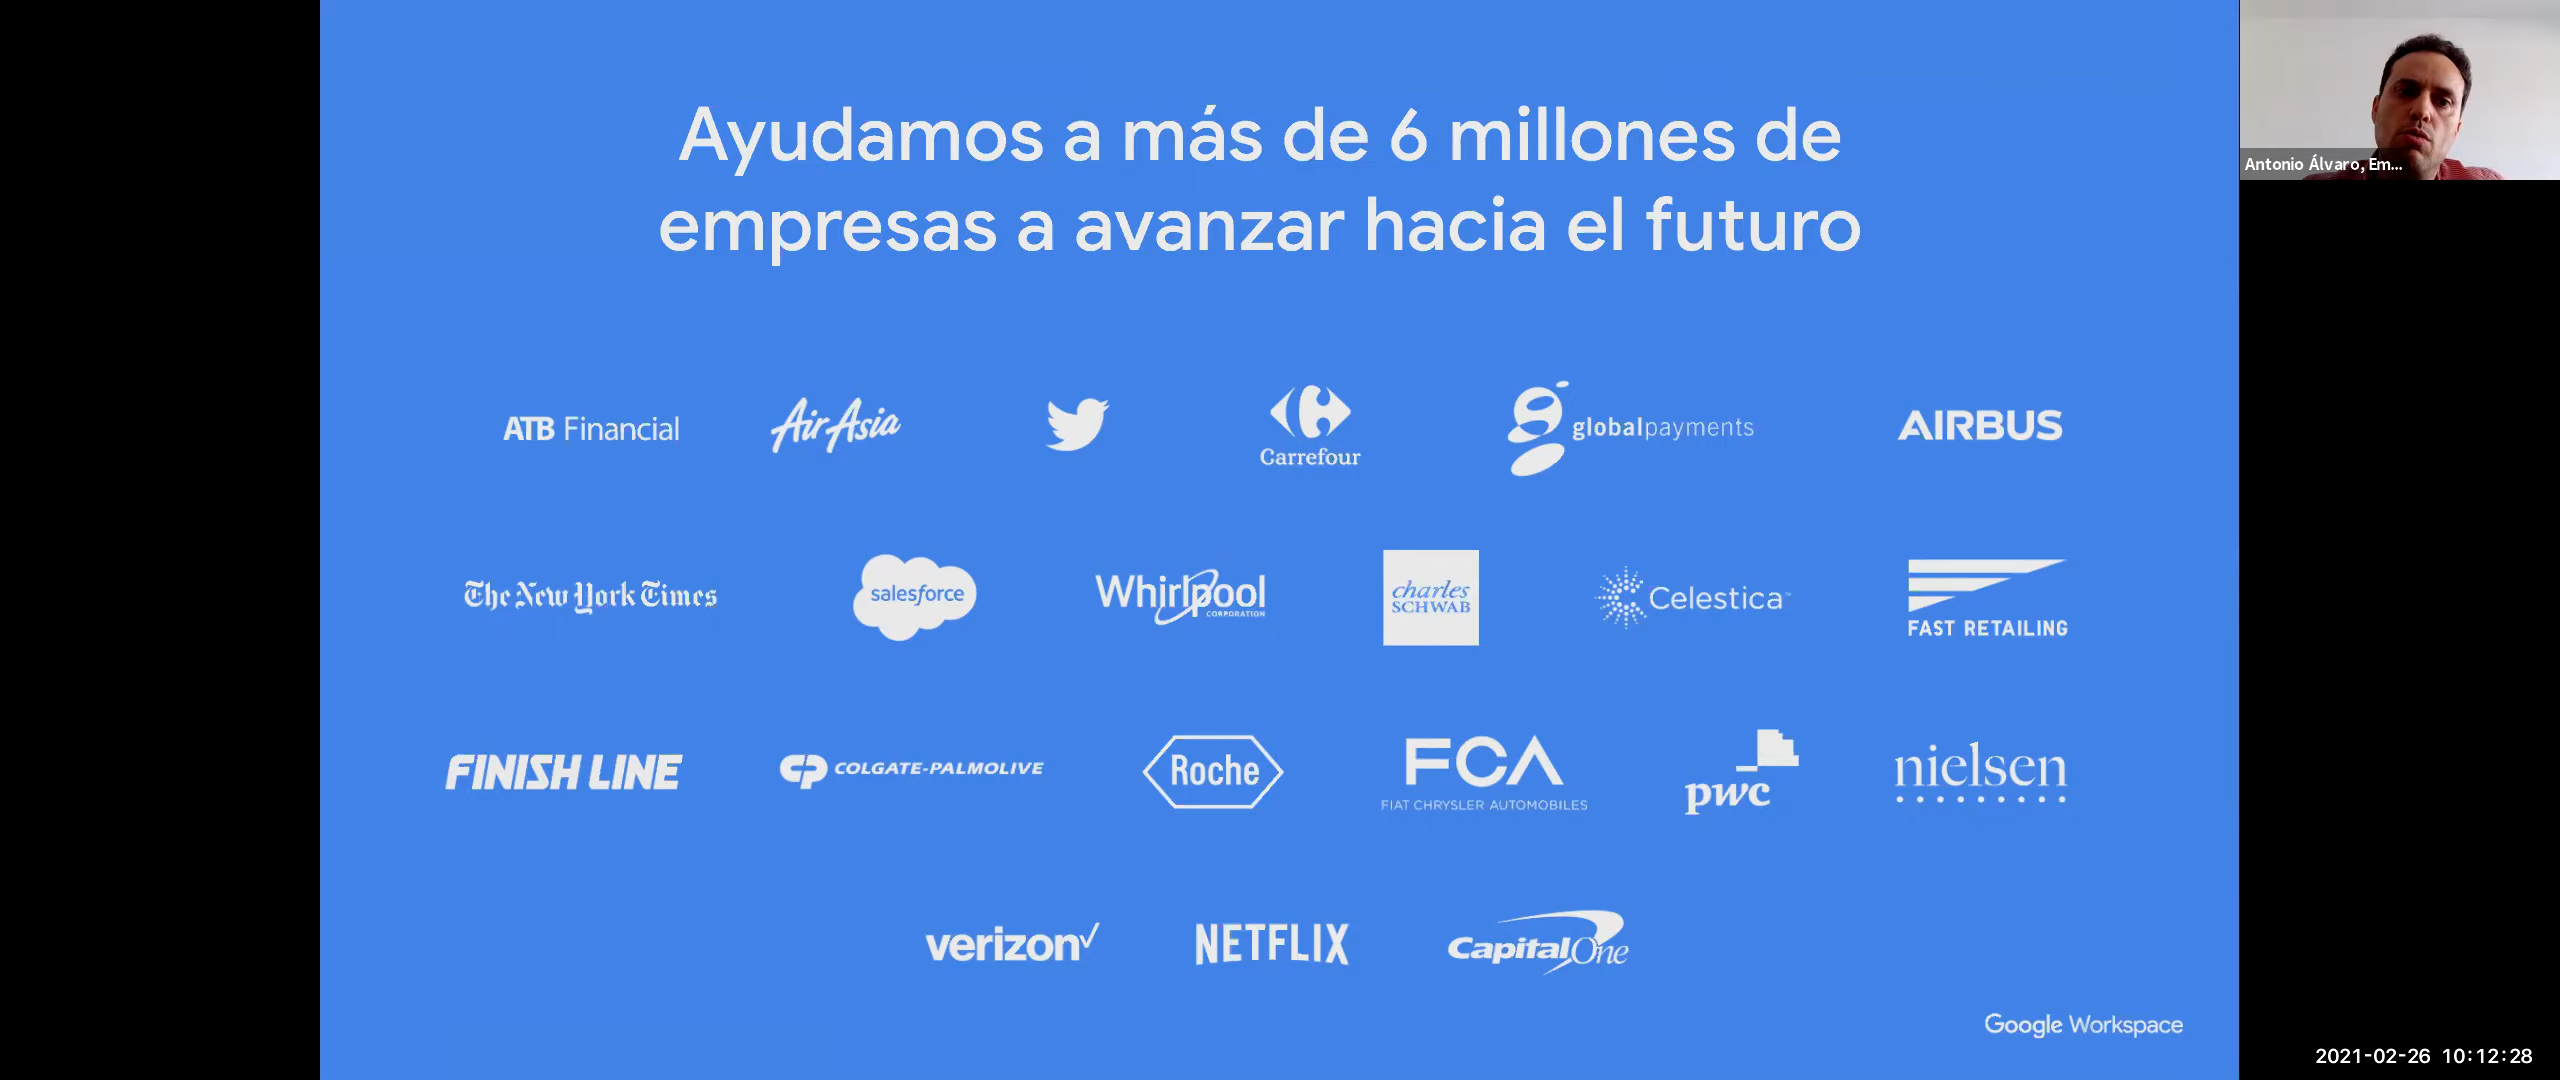 Ayudamos a más de 6 millones de
empresas a avanzar hacia el futuro
Antonio Álvaro, Em...
ATB Financial
AirAsia
Carrefour
globalpayments
AIRBUS
The New York Times
salesforce
Whirlpool
CORPORATION
charles
SCHWAB
Celestica™
FAST RETAILING
FINISH LINE
CP COLGATE-PALMOLIVE
Roche
FCA
FIAT CHRYSLER AUTOMOBILES
pwc
nielsen
verizon✓
NETFLIX
CapitalOne
Google Workspace
2021-02-26 10:12:28